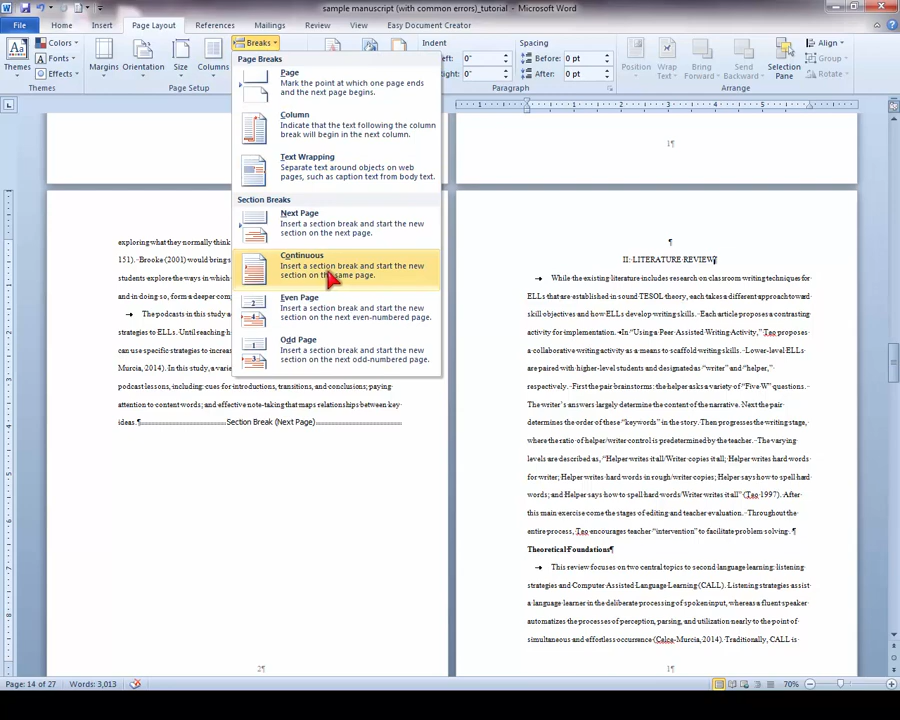 sample manuscript (with common errors)_tutorial - Microsoft Word
File Home Insert Page Layout References Mailings Review View Easy Document Creator
Themes
Colors
Fonts
Effects
Themes
Margins
Orientation
Size
Columns
Page Setup
Breaks
Indent
Left: 0"
Right: 0"
Spacing
Before: 0 pt
After: 0 pt
Paragraph
Position
Wrap
Text
Bring
Forward
Send
Backward
Selection
Pane
Align
Group
Rotate
Arrange
Page Breaks
Page
Mark the point at which one page ends
and the next page begins.
Column
Indicate that the text following the column
break will begin in the next column.
Text Wrapping
Separate text around objects on web
pages, such as caption text from body text.
Section Breaks
Next Page
Insert a section break and start the new
section on the next page.
Continuous
Insert a section break and start the new
section on the same page.
Even Page
Insert a section break and start the new
section on the next even-numbered page.
Odd Page
Insert a section break and start the new
section on the next odd-numbered page.
exploring what they normally think
151). Brooke (2001) would
students explore the ways in which
and in doing so, form a deeper
The podcasts in this study
strategies to ELLs. Until reaching
can use specific strategies to
Murcia, 2014). Instruction
podcast lessons, including: cues for introductions, transitions, and conclusions; paying
attention to content words; and effective note-taking that maps relationships between key
ideas.¶ Section Break (Next Page)
2¶
1¶
¶
II: LITERATURE REVIEW¶
While the existing literature includes research on classroom writing techniques for
ELLs that are established in sound TESOL theory, each takes a different approach toward
skill objectives and how ELLs develop writing skills. Each article proposes a contrasting
activity for implementation. In “Using a Peer-Assisted Writing Activity,” Teo proposes
a collaborative writing activity as a means to scaffold writing skills. Lower-level ELLs
are paired with higher-level students and designated as “writer” and “helper,”
respectively. First the pair brainstorms: the helper asks a variety of “Five W” questions.
The writer’s answers largely determine the content of the narrative. Next the pair
determines the order of these “keywords” in the story. Then progresses the writing stage,
where the ratio of helper/writer control is predetermined by the teacher. The varying
levels are described as, “Helper writes it all/Writer copies it all; Helper writes hard words
for writer; Helper writes hard words in rough/writer copies; Helper says how to spell hard
words; and Helper says how to spell hard words/Writer writes it all” (Teo 1997). After
this main exercise come the stages of editing and teacher evaluation. Throughout the
entire process, Teo encourages teacher “intervention” to facilitate problem solving. ¶
Theoretical Foundations¶
This review focuses on two central topics to second language learning: listening
strategies and Computer Assisted Language Learning (CALL). Listening strategies assist
a language learner in the deliberate processing of spoken input, whereas a fluent speaker
automatizes the processes of perception, parsing, and utilization nearly to the point of
simultaneous and effortless occurrence (Celce-Murcia, 2014). Traditionally, CALL is
1¶
Page: 14 of 27 Words: 3,013 70%